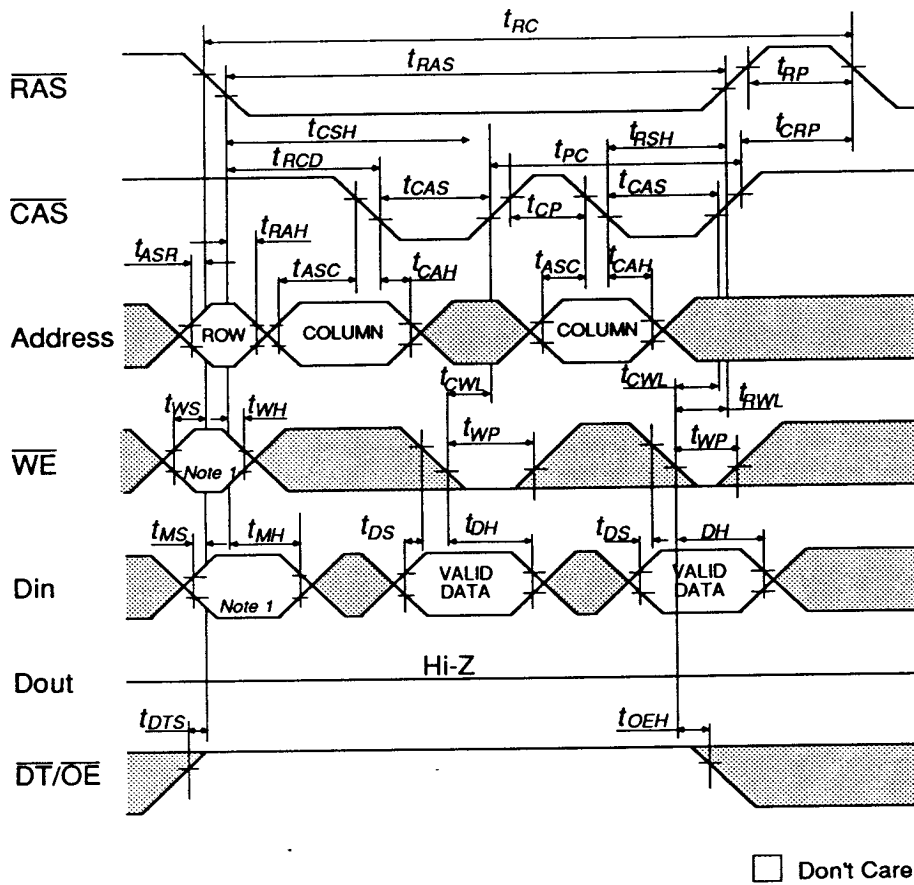 tRC
RAS
tRAS
tRP
tCSH
tPC
tRSH
tCRP
tRCD
CAS
tCAS
tCP
tCAS
tASR
tRAH
tASC
tCAH
tASC
tCAH
Address
ROW
COLUMN
COLUMN
tCWL
tCWL
tRWL
tWS
tWH
tWP
tWP
WE
Note 1
tMS
tMH
tDS
tDH
tDS
DH
Din
Note 1
VALID DATA
VALID DATA
Dout
Hi-Z
tDTS
tOEH
DT/OE
Don't Care